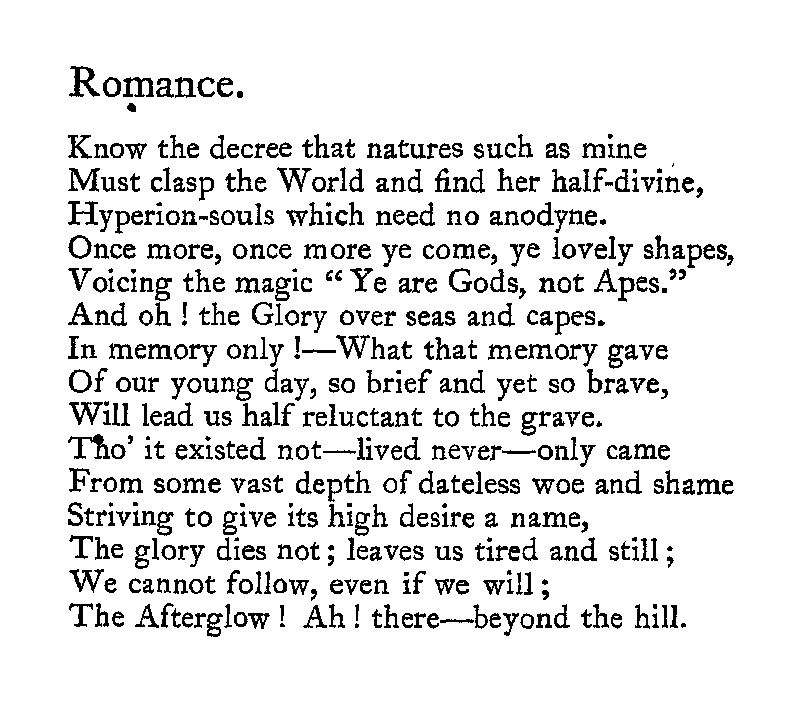 Romance.
Know the decree that natures such as mine
Must clasp the World and find her half-divine,
Hyperion-souls which need no anodyne.
Once more, once more ye come, ye lovely shapes,
Voicing the magic “ Ye are Gods, not Apes.”
And oh ! the Glory over seas and capes.
In memory only !—What that memory gave
Of our young day, so brief and yet so brave,
Will lead us half reluctant to the grave.
Tho’ it existed not—lived never—only came
From some vast depth of dateless woe and shame
Striving to give its high desire a name,
The glory dies not ; leaves us tired and still ;
We cannot follow, even if we will ;
The Afterglow ! Ah ! there—beyond the hill.